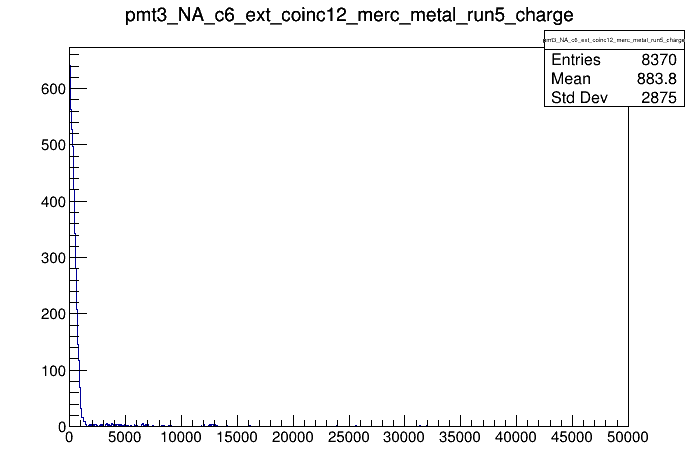 pmt3_NA_c6_ext_coinc12_merc_metal_run5_charge
pmt3_NA_c6_ext_coinc12_merc_metal_run5_charge
Entries 8370
Mean 883.8
Std Dev 2875
600
500
400
300
200
100
0
0 5000 10000 15000 20000 25000 30000 35000 40000 45000 50000